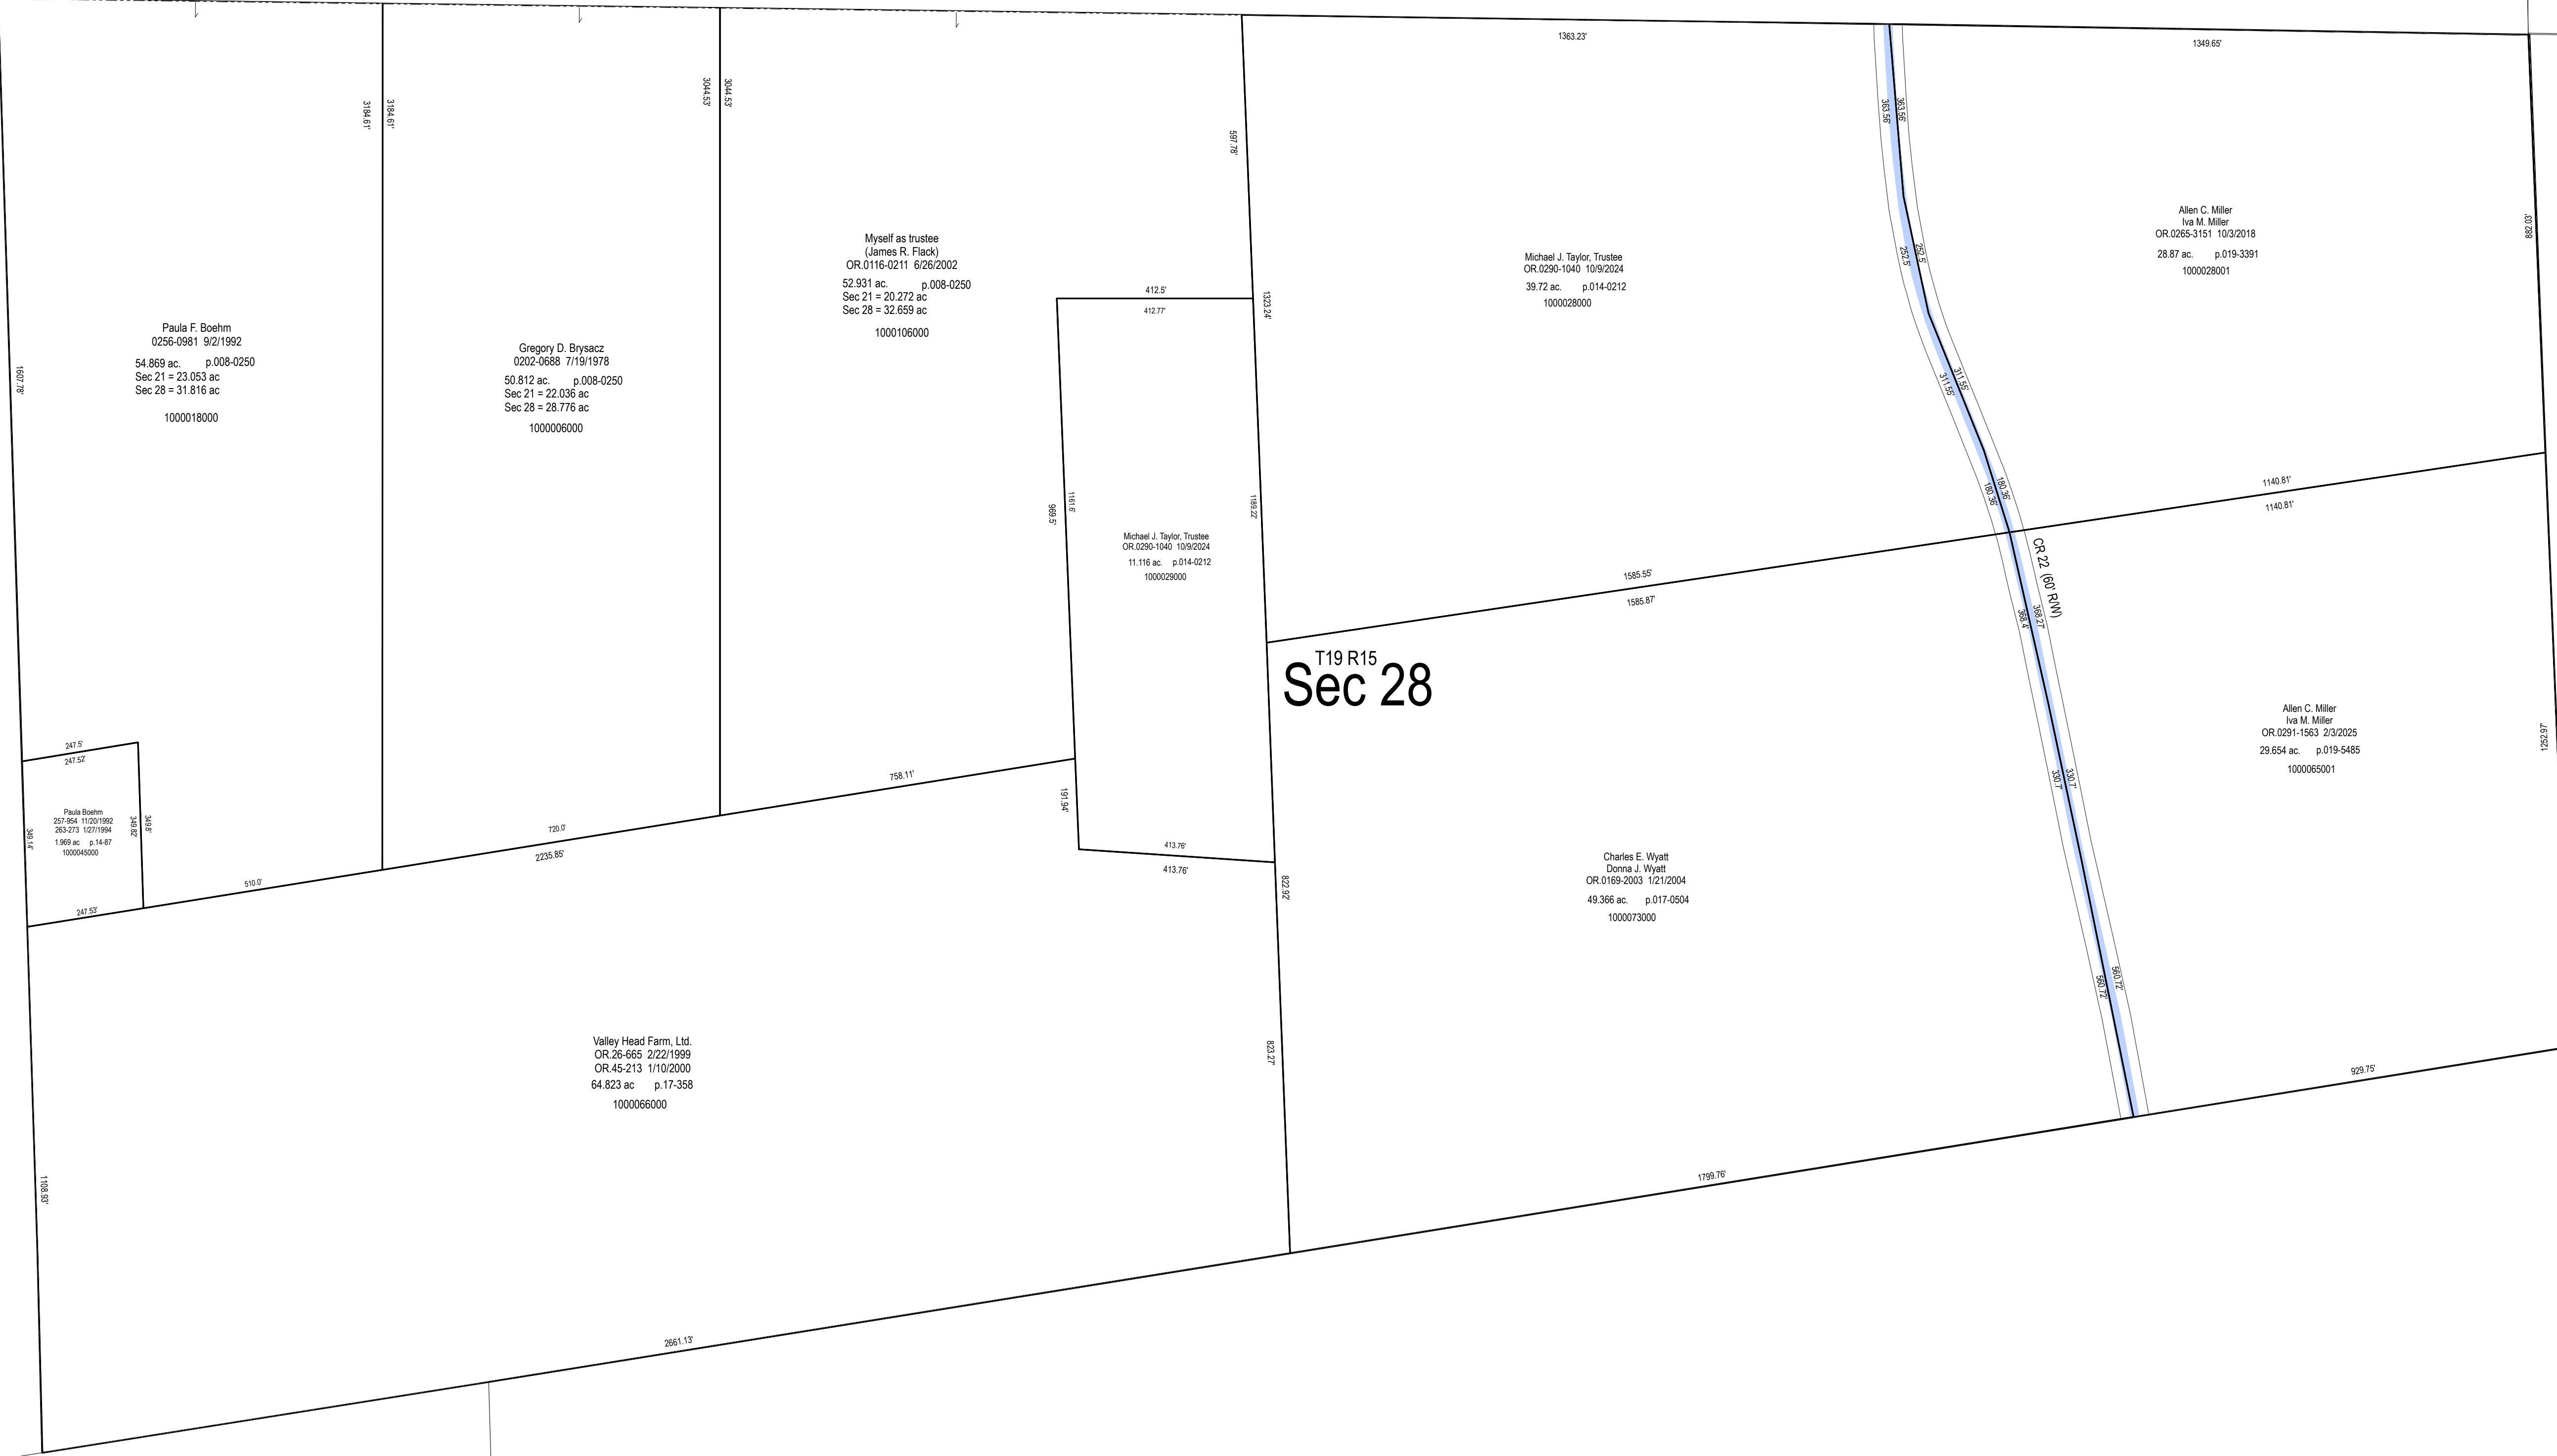 1363.23'
1349.65'
3184.61'
3184.61'
3044.53'
3044.53'
597.78'
363.56'
363.56'
882.03'
Allen C. Miller
Iva M. Miller
OR.0265-3151 10/3/2018
28.87 ac. p.019-3391
1000028001
Myself as trustee
(James R. Flack)
OR.0116-0211 6/26/2002
52.931 ac. p.008-0250
Sec 21 = 20.272 ac
Sec 28 = 32.659 ac
1000106000
Michael J. Taylor, Trustee
OR.0290-1040 10/9/2024
39.72 ac. p.014-0212
1000028000
252.5'
252.5'
412.5'
412.77'
1323.24'
Paula F. Boehm
0256-0981 9/2/1992
54.869 ac. p.008-0250
Sec 21 = 23.053 ac
Sec 28 = 31.816 ac
1000018000
Gregory D. Brysacz
0202-0688 7/19/1978
50.812 ac. p.008-0250
Sec 21 = 22.036 ac
Sec 28 = 28.776 ac
1000006000
1607.78'
311.55'
311.55'
969.5'
1161.6'
1189.22'
180.36'
180.36'
1140.81'
1140.81'
Michael J. Taylor, Trustee
OR.0290-1040 10/9/2024
11.116 ac. p.014-0212
1000029000
1585.55'
1585.87'
CR 22 (60' R/W)
368.4'
368.27'
T19 R15
Sec 28
Allen C. Miller
Iva M. Miller
OR.0291-1563 2/3/2025
29.654 ac. p.019-5485
1000065001
1252.97'
247.5'
247.52'
758.11'
330.7'
330.7'
191.94'
Paula Boehm
257-954 11/20/1992
263-273 1/27/1994
1.969 ac p.14-87
1000045000
349.14'
349.82'
349.8'
720.0'
2235.85'
413.76'
413.76'
510.0'
247.53'
822.92'
Charles E. Wyatt
Donna J. Wyatt
OR.0169-2003 1/21/2004
49.366 ac. p.017-0504
1000073000
560.72'
560.72'
Valley Head Farm, Ltd.
OR.26-665 2/22/1999
OR.45-213 1/10/2000
64.823 ac p.17-358
1000066000
823.27'
929.75'
1108.93'
1799.76'
2661.13'